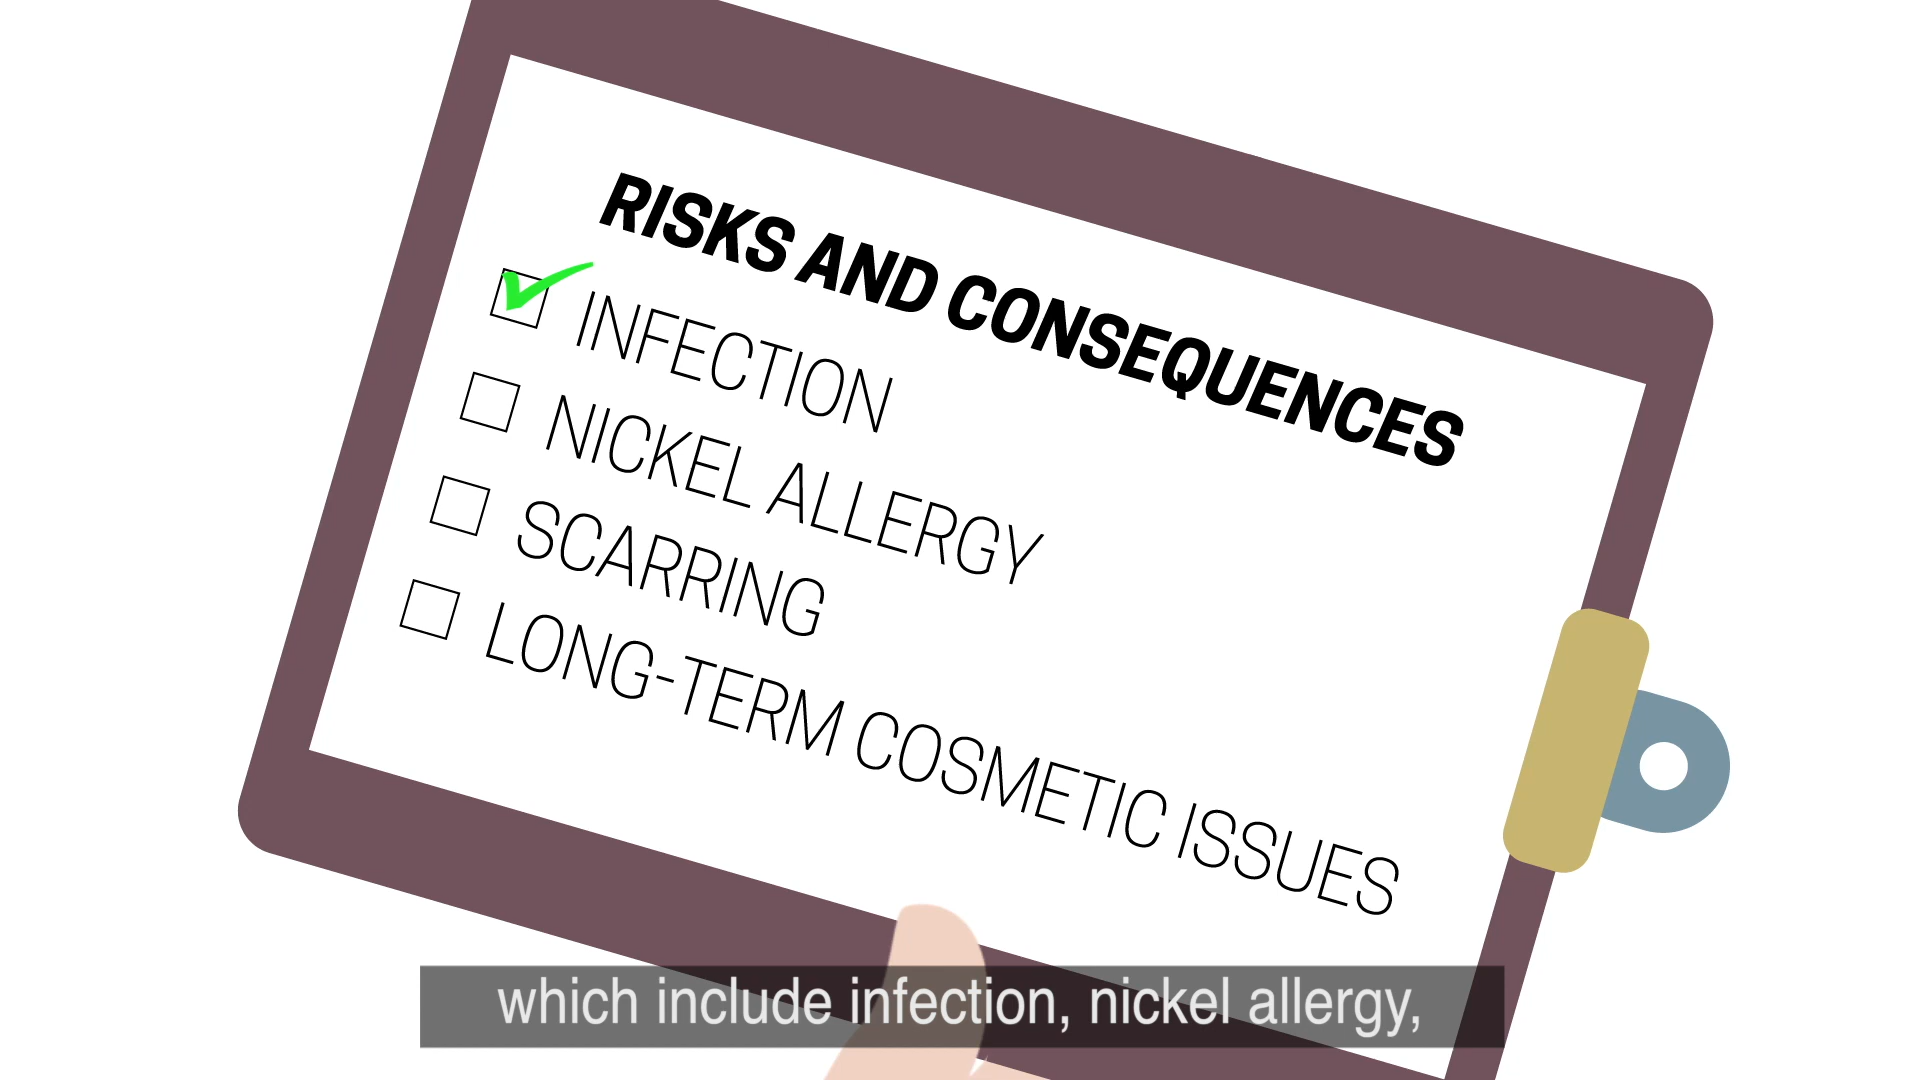 RISKS AND CONSEQUENCES
INFECTION
NICKEL ALLERGY
SCARRING
LONG-TERM COSMETIC ISSUES
which include infection, nickel allergy,